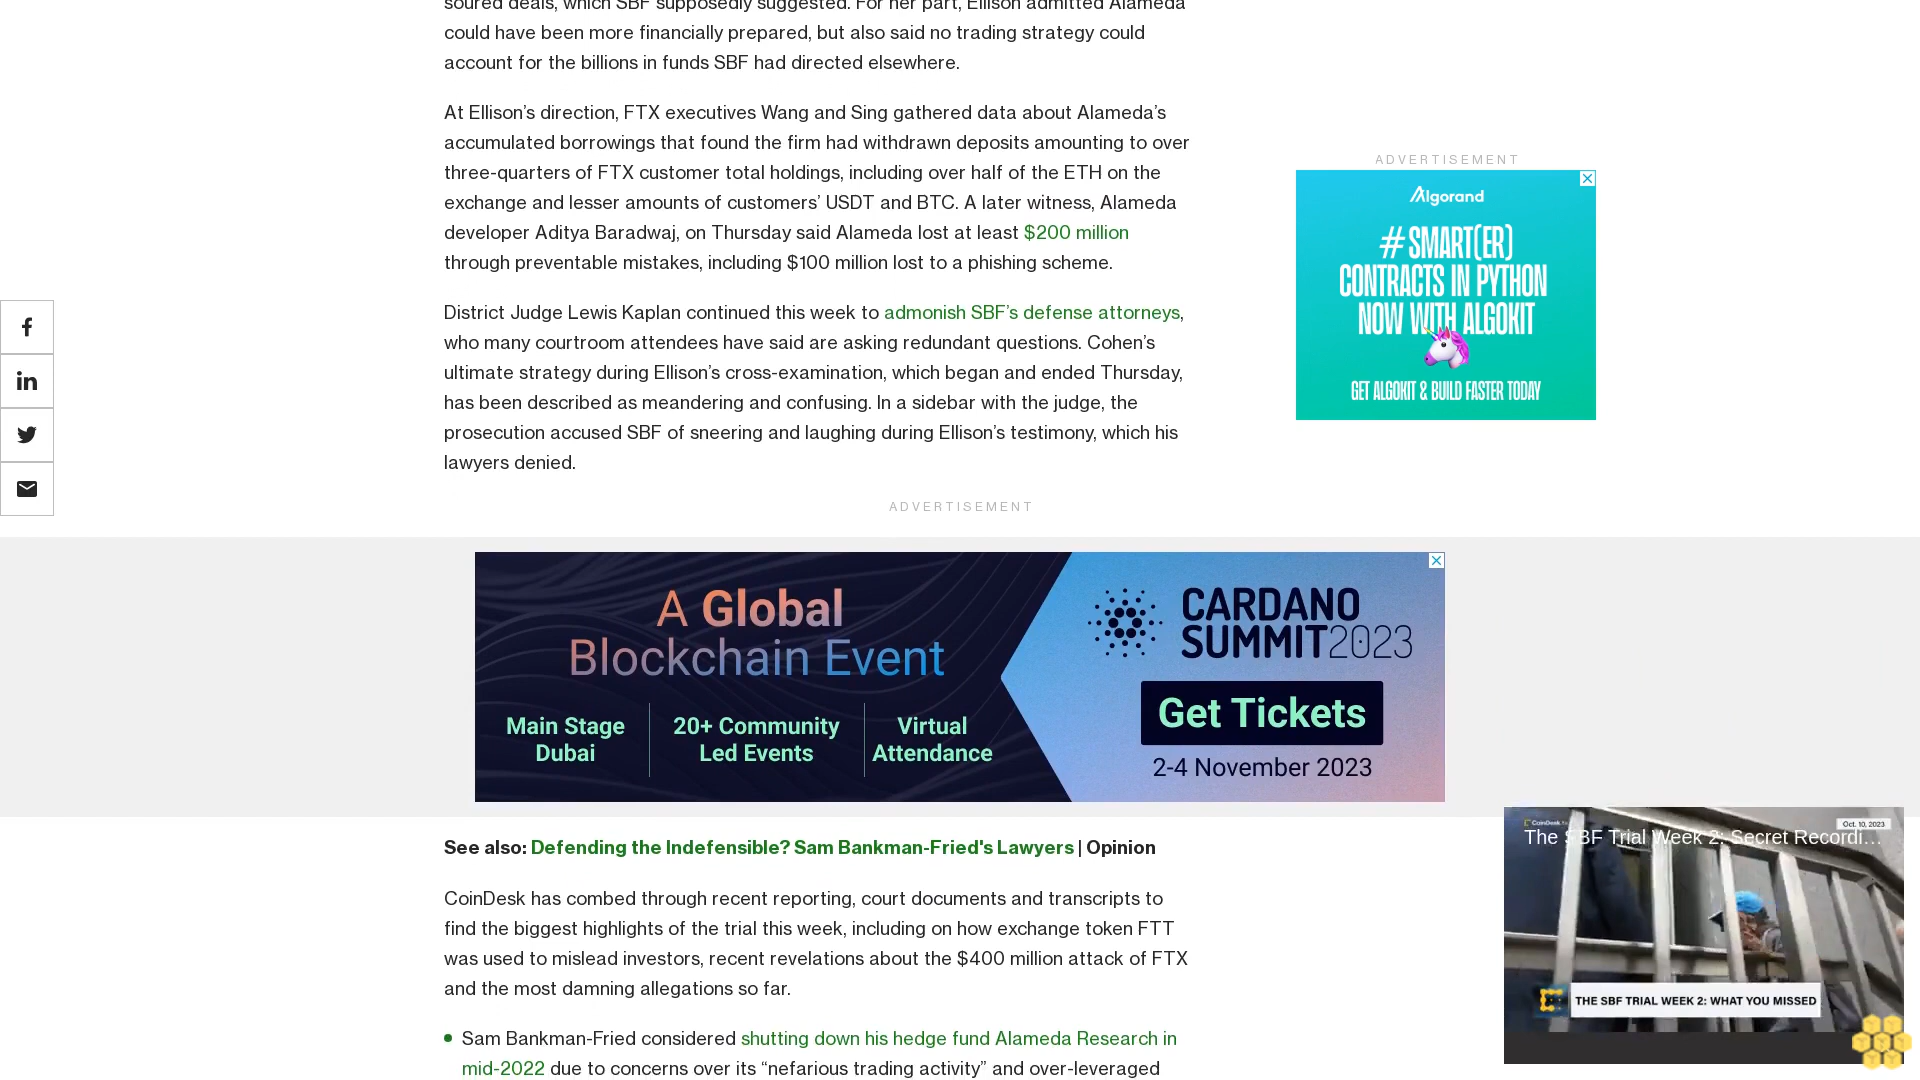 soured deals, which SBF supposedly suggested. For her part, Ellison admitted Alameda
could have been more financially prepared, but also said no trading strategy could
account for the billions in funds SBF had directed elsewhere.
At Ellison’s direction, FTX executives Wang and Sing gathered data about Alameda’s
accumulated borrowings that found the firm had withdrawn deposits amounting to over
three-quarters of FTX customer total holdings, including over half of the ETH on the
exchange and lesser amounts of customers’ USDT and BTC. A later witness, Alameda
developer Aditya Baradwaj, on Thursday said Alameda lost at least $200 million
through preventable mistakes, including $100 million lost to a phishing scheme.
District Judge Lewis Kaplan continued this week to admonish SBF’s defense attorneys,
who many courtroom attendees have said are asking redundant questions. Cohen’s
ultimate strategy during Ellison’s cross-examination, which began and ended Thursday,
has been described as meandering and confusing. In a sidebar with the judge, the
prosecution accused SBF of sneering and laughing during Ellison’s testimony, which his
lawyers denied.
ADVERTISEMENT
Algorand
#SMART(ER)
CONTRACTS IN PYTHON
NOW WITH ALGOKIT
GET ALGOKIT & BUILD FASTER TODAY
ADVERTISEMENT
A Global
Blockchain Event
Main Stage
Dubai
20+ Community
Led Events
Virtual
Attendance
CARDANO
SUMMIT2023
Get Tickets
2-4 November 2023
See also: Defending the Indefensible? Sam Bankman-Fried's Lawyers | Opinion
CoinDesk has combed through recent reporting, court documents and transcripts to
find the biggest highlights of the trial this week, including on how exchange token FTT
was used to mislead investors, recent revelations about the $400 million attack of FTX
and the most damning allegations so far.
Sam Bankman-Fried considered shutting down his hedge fund Alameda Research in
mid-2022 due to concerns over its “nefarious trading activity” and over-leveraged
CoinDesk
Oct. 10, 2023
The SBF Trial Week 2: Secret Recordi…
THE SBF TRIAL WEEK 2: WHAT YOU MISSED